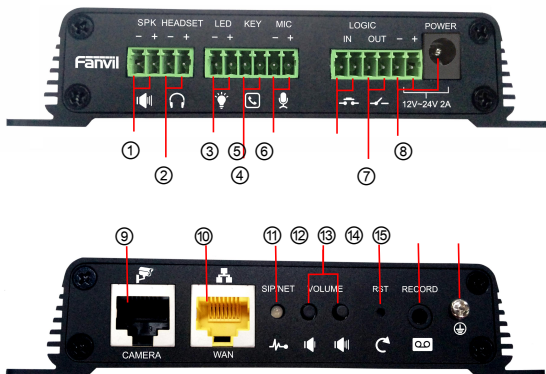 SPK HEADSET LED KEY MIC LOGIC POWER
− + − + − + − + IN OUT − +
Fanvil
12V~24V 2A
① ② ③ ⑤ ④ ⑥ ⑦ ⑧
⑨ ⑩ ⑪ ⑫ ⑬ ⑭ ⑮
SIP/NET VOLUME RST RECORD
CAMERA WAN